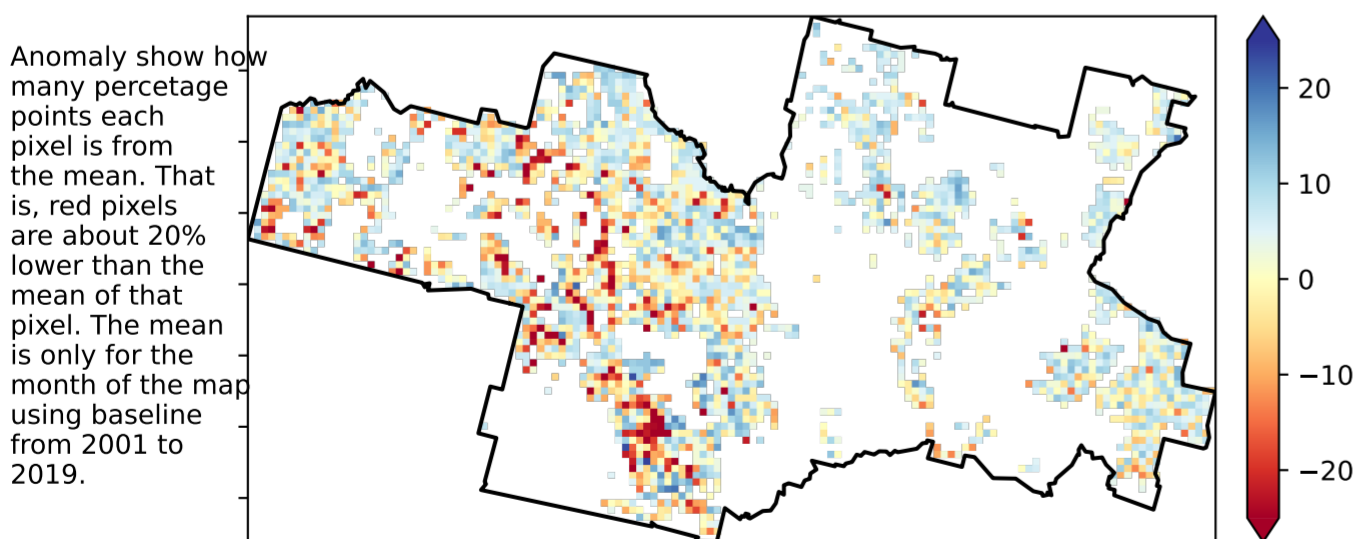 Anomaly show how
many percetage
points each
pixel is from
the mean. That
is, red pixels
are about 20%
lower than the
mean of that
pixel. The mean
is only for the
month of the map
using baseline
from 2001 to
2019.
20
10
0
−10
−20